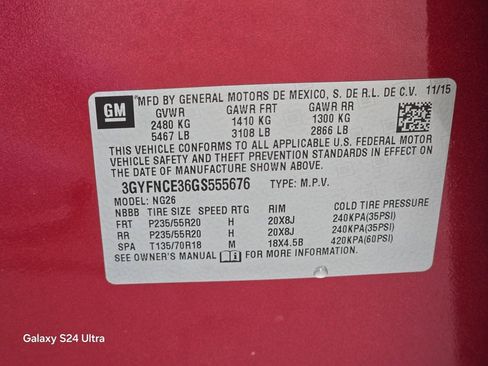 GM
MFD BY GENERAL MOTORS DE MEXICO, S. DE R.L. DE C.V. 11/15
GVWR GAWR FRT GAWR RR
2480 KG 1410 KG 1300 KG
5467 LB 3108 LB 2866 LB
THIS VEHICLE CONFORMS TO ALL APPLICABLE U.S. FEDERAL MOTOR
VEHICLE SAFETY AND THEFT PREVENTION STANDARDS IN EFFECT ON
THE DATE OF MANUFACTURE SHOWN ABOVE.
3GYFNCE36GS555676 TYPE: M.P.V.
MODEL: NG26
NBBB TIRE SIZE SPEED RTG RIM COLD TIRE PRESSURE
FRT P235/55R20 H 20X8J 240KPA(35PSI)
RR P235/55R20 H 20X8J 240KPA(35PSI)
SPA T135/70R18 M 18X4.5B 420KPA(60PSI)
SEE OWNER'S MANUAL FOR MORE INFORMATION.
Galaxy S24 Ultra